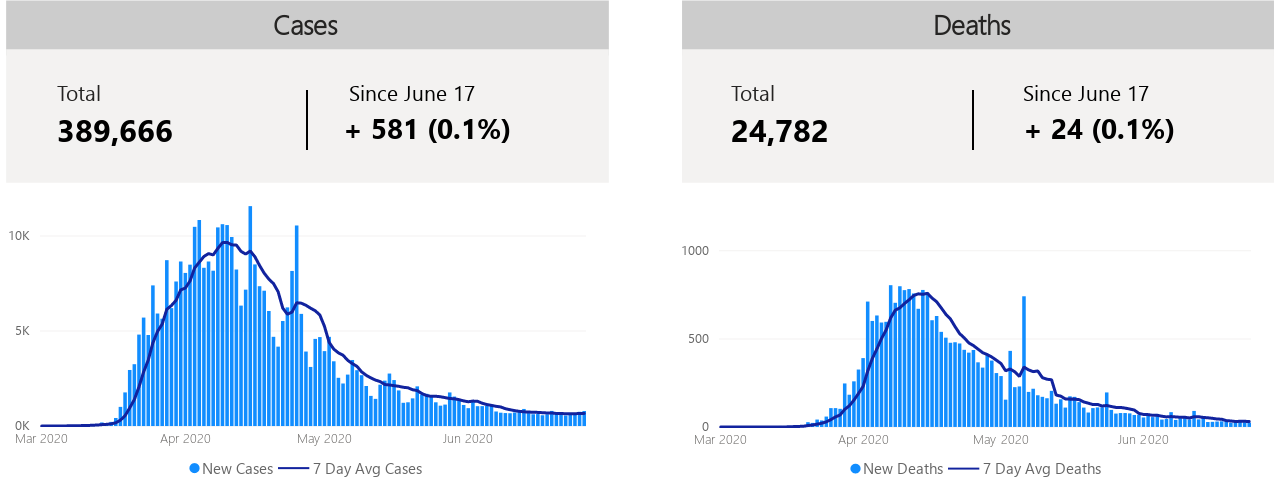 Cases
Total
Since June 17
389,666
+ 581 (0.1%)
10K
5K
0K
Mar 2020
Apr 2020
May 2020
Jun 2020
New Cases
7 Day Avg Cases
Deaths
Total
Since June 17
24,782
+ 24 (0.1%)
1000
500
0
Mar 2020
Apr 2020
May 2020
Jun 2020
New Deaths
7 Day Avg Deaths